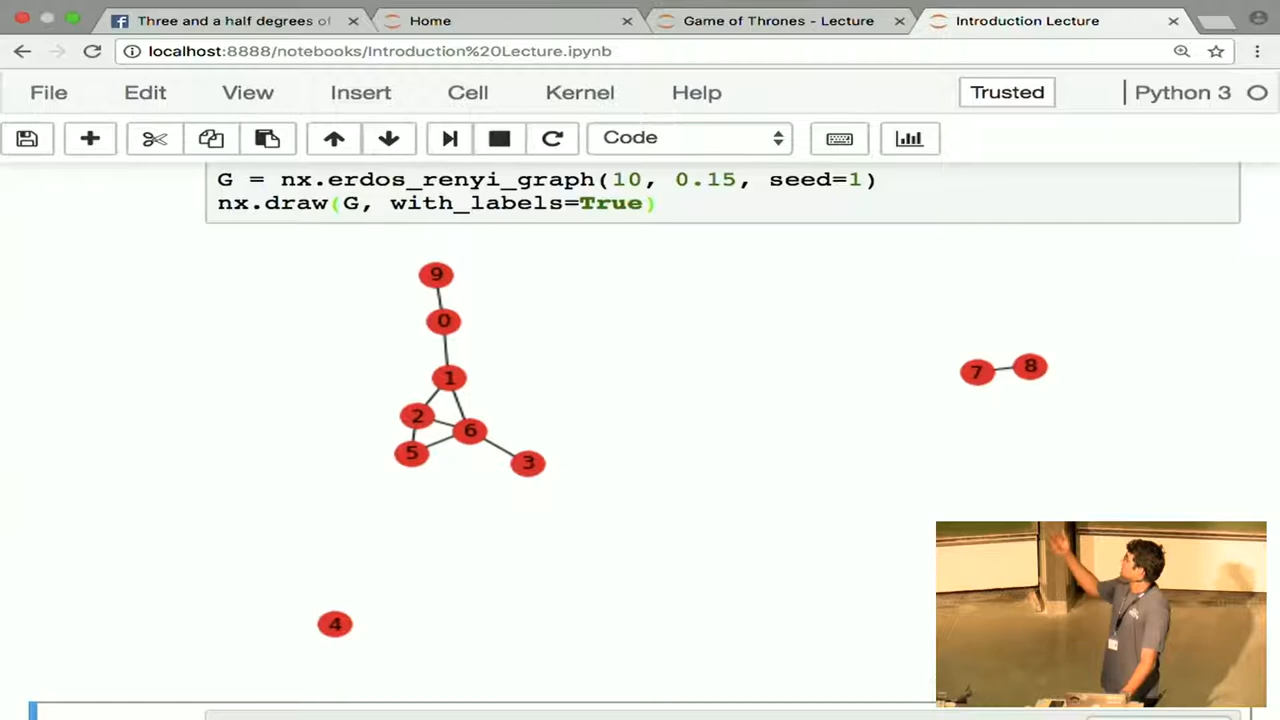 Three and a half degrees of
Home
Game of Thrones - Lecture
Introduction Lecture
localhost:8888/notebooks/Introduction%20Lecture.ipynb
File Edit View Insert Cell Kernel Help Trusted Python 3
Code
G = nx.erdos_renyi_graph(10, 0.15, seed=1)
nx.draw(G, with_labels=True)
9
0
1
2
6
5
3
7
8
4